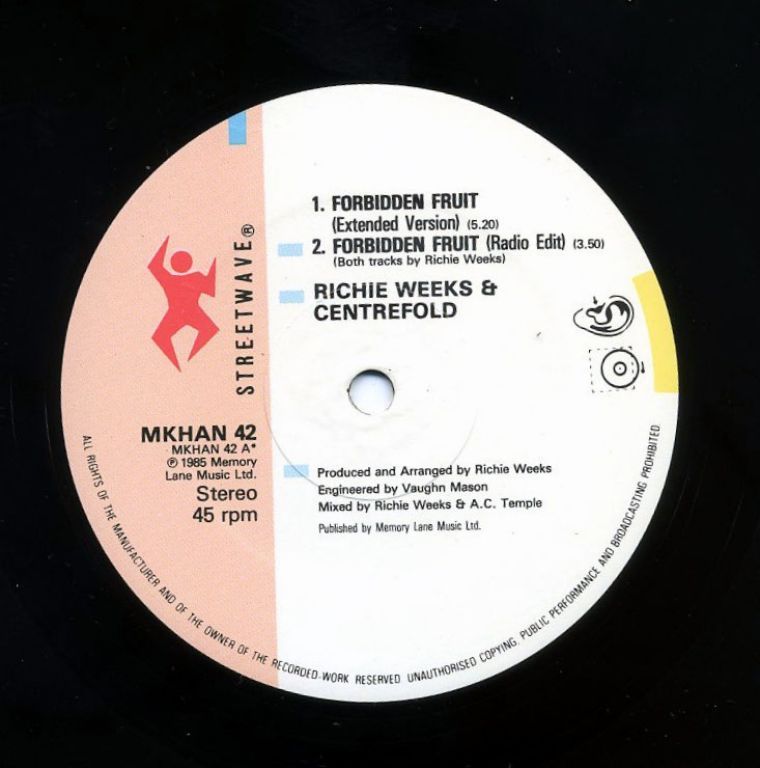 1. FORBIDDEN FRUIT
(Extended Version) (5.20)
2. FORBIDDEN FRUIT (Radio Edit) (3.50)
(Both tracks by Richie Weeks)
RICHIE WEEKS &
CENTREFOLD
STREETWAVE®
MKHAN 42
MKHAN 42 A*
℗ 1985 Memory
Lane Music Ltd.
Stereo
45 rpm
Produced and Arranged by Richie Weeks
Engineered by Vaughn Mason
Mixed by Richie Weeks & A.C. Temple
Published by Memory Lane Music Ltd.
ALL RIGHTS OF THE MANUFACTURER AND OF THE OWNER OF THE RECORDED WORK RESERVED UNAUTHORISED COPYING, PUBLIC PERFORMANCE AND BROADCASTING PROHIBITED